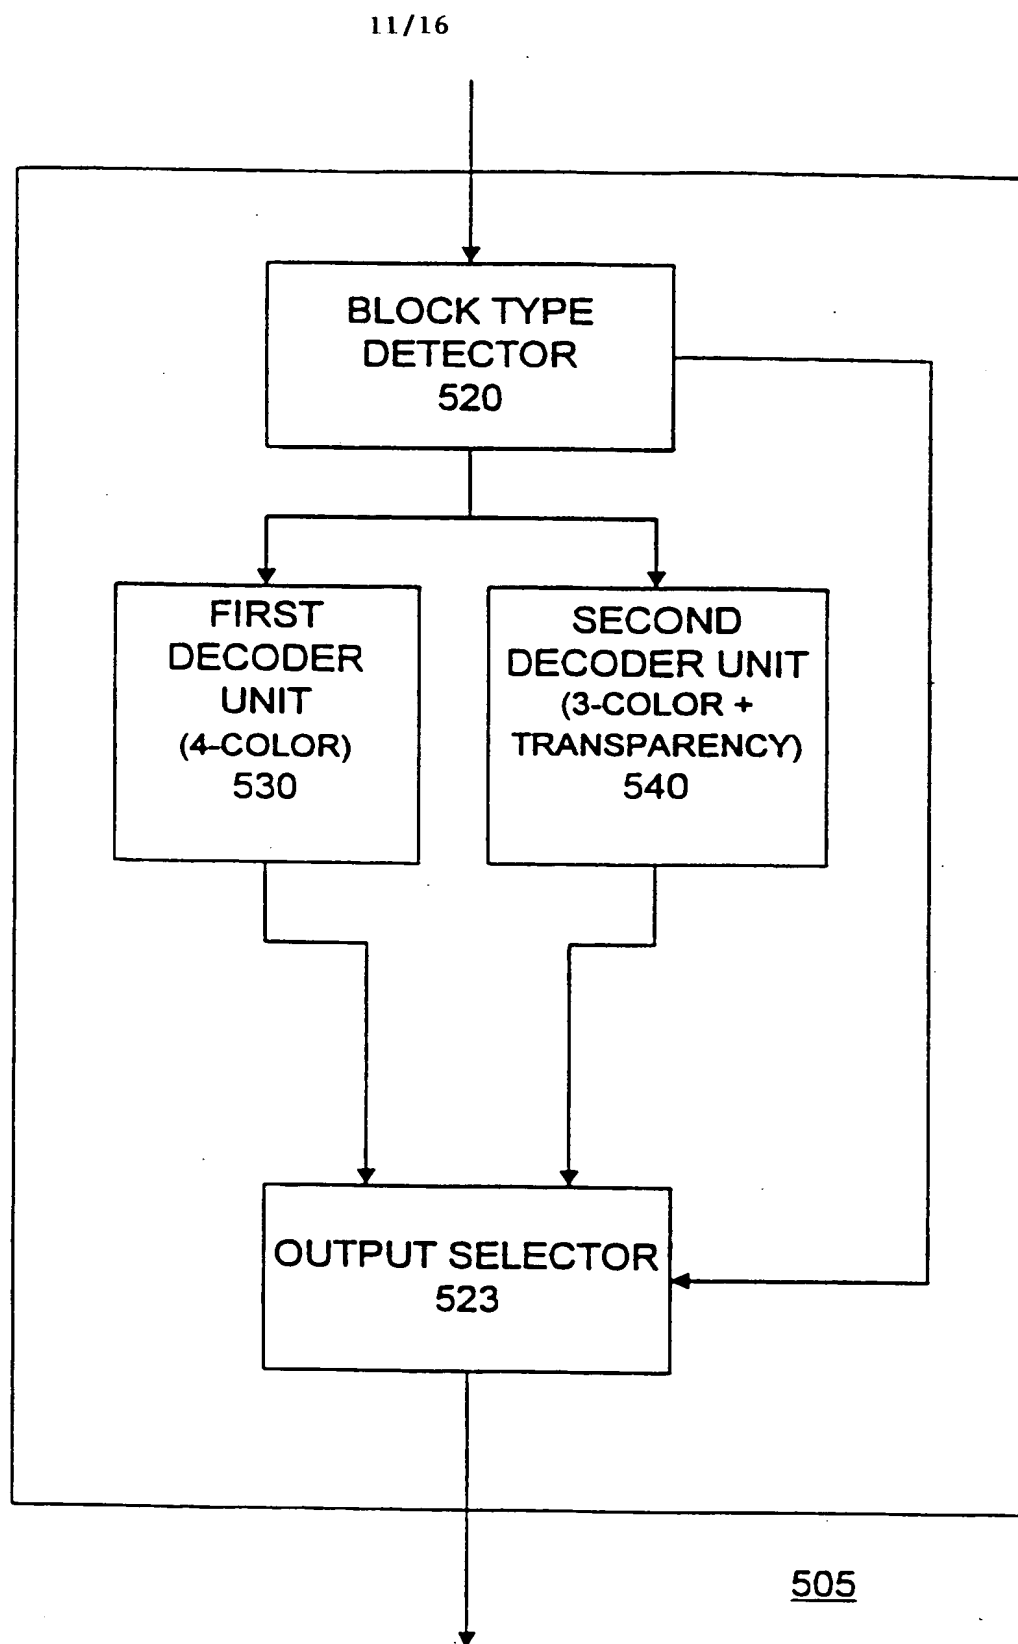 11/16
BLOCK TYPE
DETECTOR
520
FIRST
DECODER
UNIT
(4-COLOR)
530
SECOND
DECODER UNIT
(3-COLOR +
TRANSPARENCY)
540
OUTPUT SELECTOR
523
505